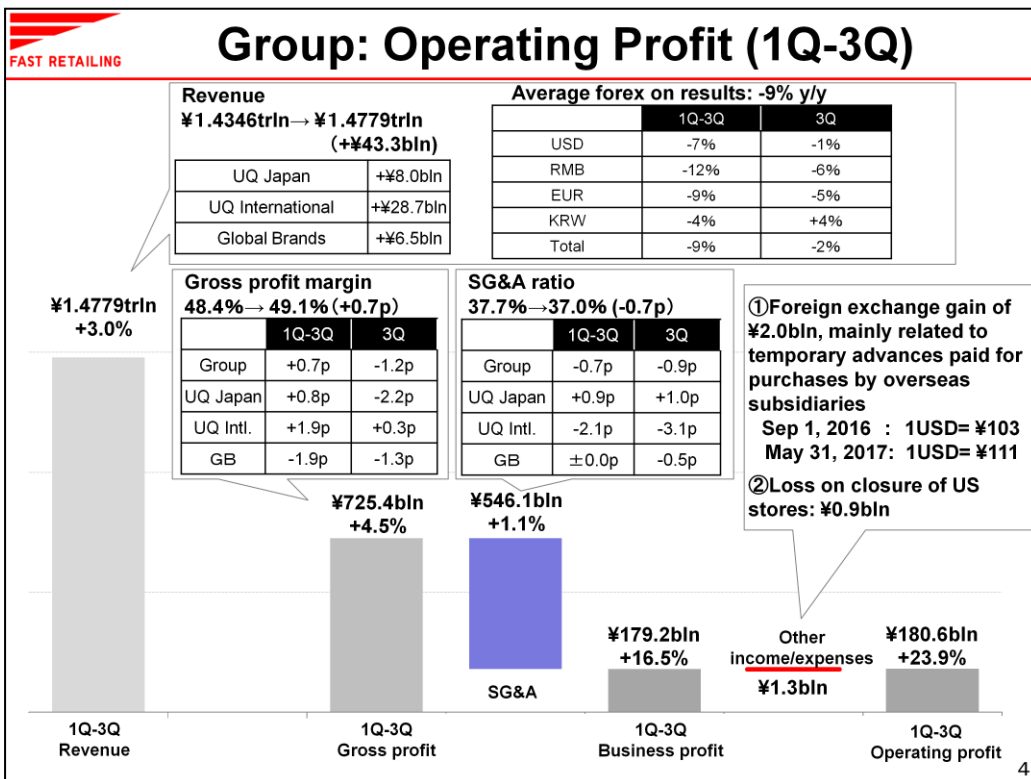 FAST RETAILING
Group: Operating Profit (1Q-3Q)
Revenue
¥1.4346trln→ ¥1.4779trln
(+¥43.3bln)
UQ Japan +¥8.0bln
UQ International +¥28.7bln
Global Brands +¥6.5bln
Average forex on results: -9% y/y
1Q-3Q 3Q
USD -7% -1%
RMB -12% -6%
EUR -9% -5%
KRW -4% +4%
Total -9% -2%
Gross profit margin
48.4%→ 49.1% (+0.7p)
1Q-3Q 3Q
Group +0.7p -1.2p
UQ Japan +0.8p -2.2p
UQ Intl. +1.9p +0.3p
GB -1.9p -1.3p
SG&A ratio
37.7%→37.0% (-0.7p)
1Q-3Q 3Q
Group -0.7p -0.9p
UQ Japan +0.9p +1.0p
UQ Intl. -2.1p -3.1p
GB ±0.0p -0.5p
①Foreign exchange gain of
¥2.0bln, mainly related to
temporary advances paid for
purchases by overseas
subsidiaries
Sep 1, 2016 : 1USD= ¥103
May 31, 2017: 1USD= ¥111
②Loss on closure of US
stores: ¥0.9bln
¥1.4779trln
+3.0%
¥725.4bln
+4.5%
¥546.1bln
+1.1%
SG&A
¥179.2bln
+16.5%
Other
income/expenses
¥1.3bln
¥180.6bln
+23.9%
1Q-3Q
Revenue
1Q-3Q
Gross profit
1Q-3Q
Business profit
1Q-3Q
Operating profit
4